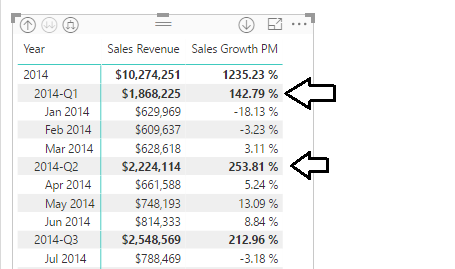 Year Sales Revenue Sales Growth PM
2014 $10,274,251 1235.23 %
2014-Q1 $1,868,225 142.79 %
Jan 2014 $629,969 -18.13 %
Feb 2014 $609,637 -3.23 %
Mar 2014 $628,618 3.11 %
2014-Q2 $2,224,114 253.81 %
Apr 2014 $661,588 5.24 %
May 2014 $748,193 13.09 %
Jun 2014 $814,333 8.84 %
2014-Q3 $2,548,569 212.96 %
Jul 2014 $788,469 -3.18 %